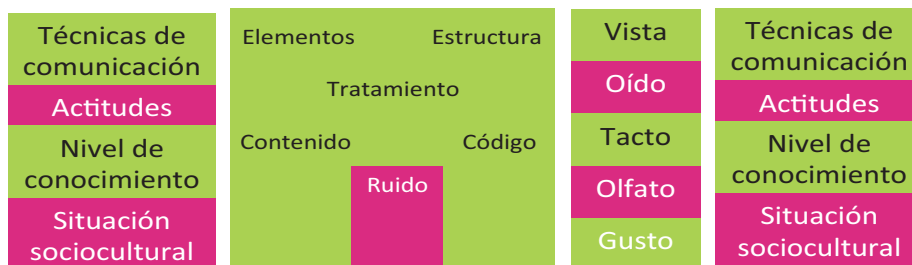 Técnicas de
comunicación
Actitudes
Nivel de
conocimiento
Situación
sociocultural
Elementos Estructura
Tratamiento
Contenido Código
Ruido
Vista
Oído
Tacto
Olfato
Gusto
Técnicas de
comunicación
Actitudes
Nivel de
conocimiento
Situación
sociocultural